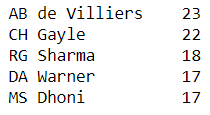 AB de Villiers 23
CH Gayle 22
RG Sharma 18
DA Warner 17
MS Dhoni 17